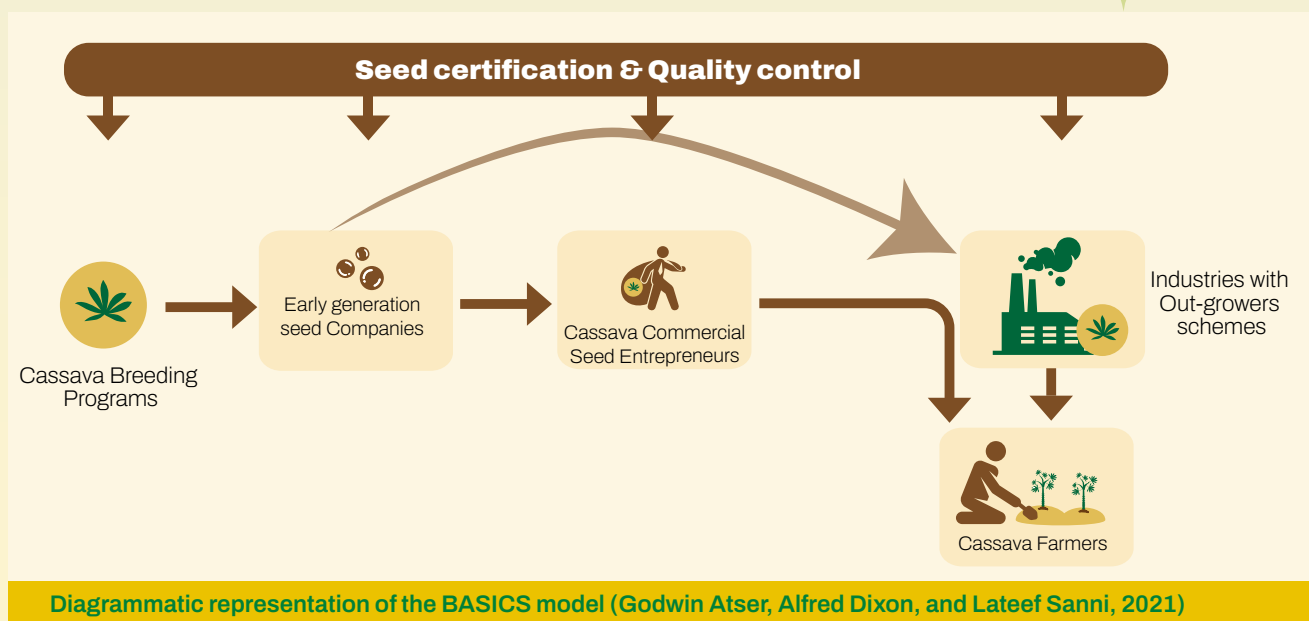 Seed certification & Quality control
Early generation
seed Companies
Cassava Commercial
Seed Entrepreneurs
Industries with
Out-growers
schemes
Cassava Breeding
Programs
Cassava Farmers
Diagrammatic representation of the BASICS model (Godwin Atser, Alfred Dixon, and Lateef Sanni, 2021)